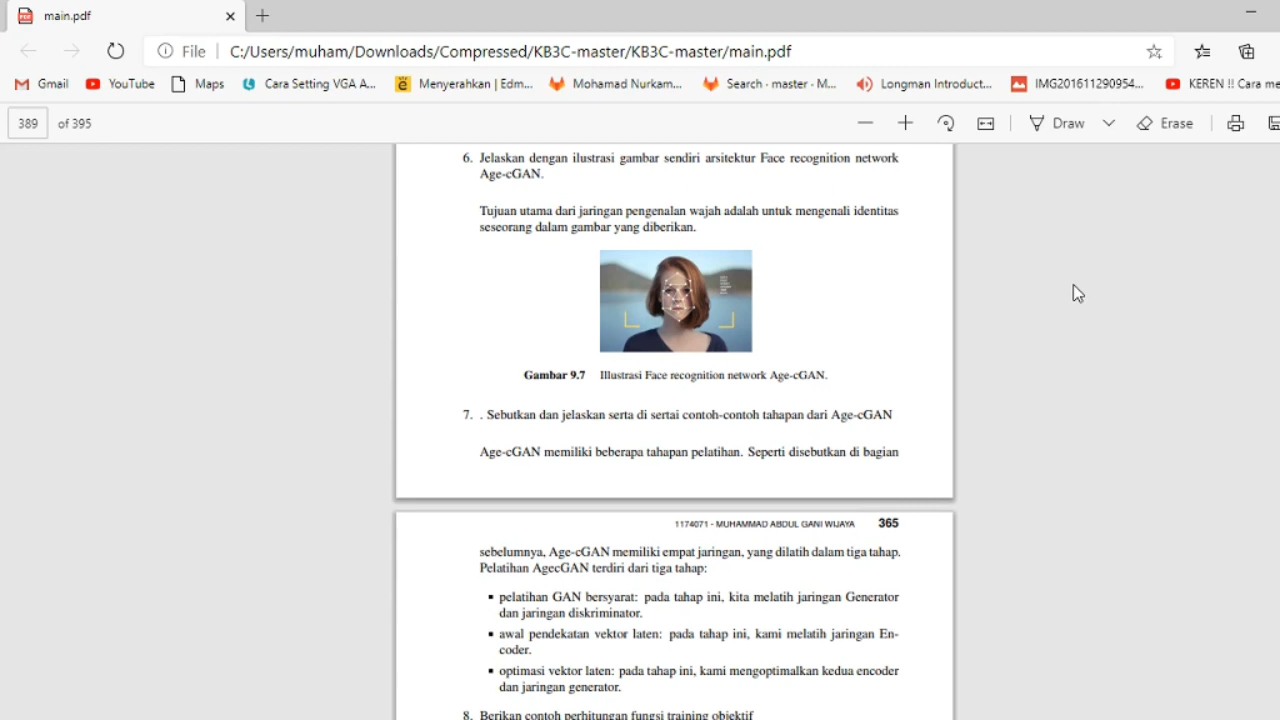 main.pdf
File
C:/Users/muham/Downloads/Compressed/KB3C-master/KB3C-master/main.pdf
Gmail
YouTube
Maps
Cara Setting VGA A...
Menyerahkan | Edm...
Mohamad Nurkam...
Search · master · M...
Longman Introduct...
IMG201611290954...
KEREN !! Cara me
389 of 395
Draw
Erase
6. Jelaskan dengan ilustrasi gambar sendiri arsitektur Face recognition network
Age-cGAN.
Tujuan utama dari jaringan pengenalan wajah adalah untuk mengenali identitas
seseorang dalam gambar yang diberikan.
Gambar 9.7 Illustrasi Face recognition network Age-cGAN.
7. . Sebutkan dan jelaskan serta di sertai contoh-contoh tahapan dari Age-cGAN
Age-cGAN memiliki beberapa tahapan pelatihan. Seperti disebutkan di bagian
1174071 - MUHAMMAD ABDUL GANI WIJAYA 365
sebelumnya, Age-cGAN memiliki empat jaringan, yang dilatih dalam tiga tahap.
Pelatihan AgecGAN terdiri dari tiga tahap:
▪ pelatihan GAN bersyarat: pada tahap ini, kita melatih jaringan Generator
dan jaringan diskriminator.
▪ awal pendekatan vektor laten: pada tahap ini, kami melatih jaringan En-
coder.
▪ optimasi vektor laten: pada tahap ini, kami mengoptimalkan kedua encoder
dan jaringan generator.
8. Berikan contoh perhitungan fungsi training objektif